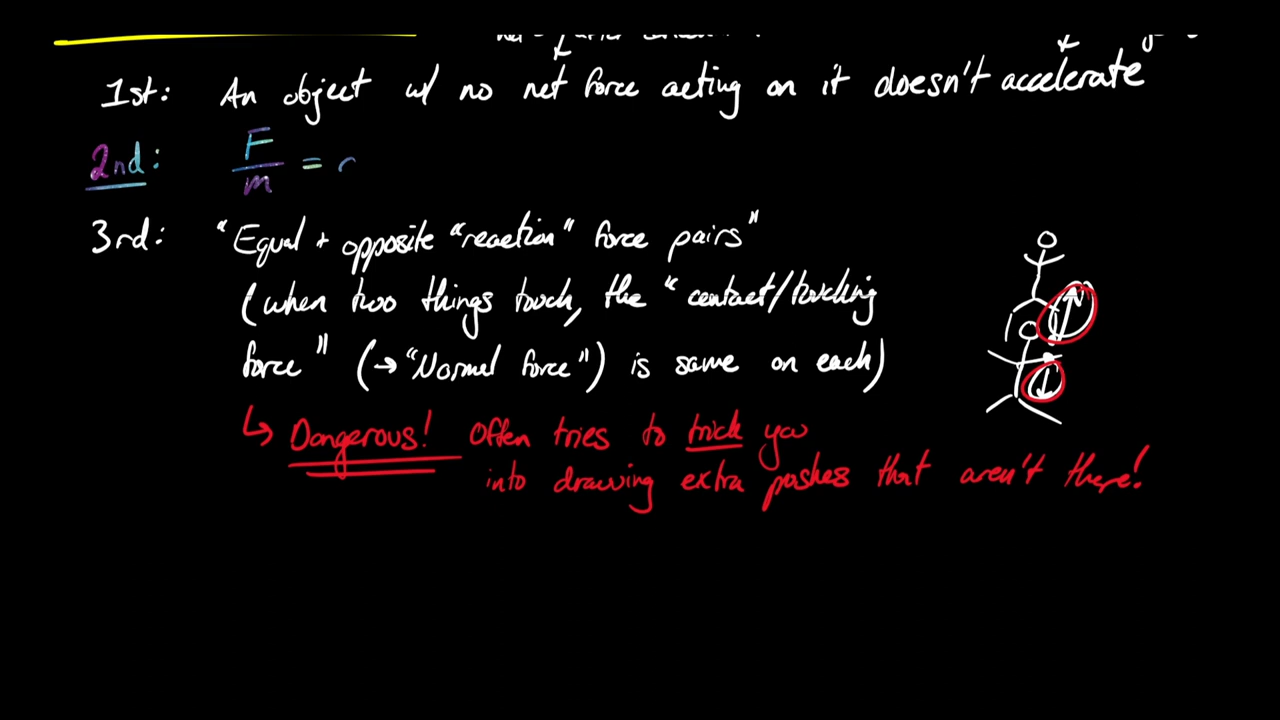 1st: An object w/ no net force acting on it doesn't accelerate
2nd: F/m =
3rd: "Equal + opposite "reaction" force pairs"
(when two things touch, the "contact/touching
force" (→"Normal force") is same on each)
↳ Dangerous! Often tries to trick you
into drawing extra pushes that aren't there!